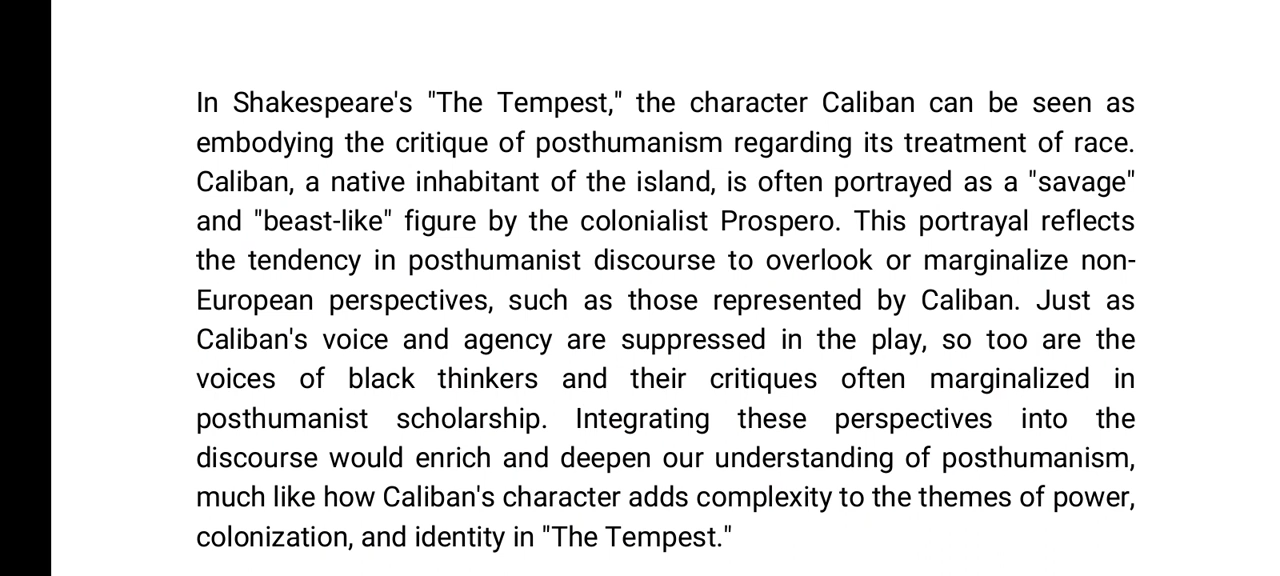 In Shakespeare's "The Tempest," the character Caliban can be seen as
embodying the critique of posthumanism regarding its treatment of race.
Caliban, a native inhabitant of the island, is often portrayed as a "savage"
and "beast-like" figure by the colonialist Prospero. This portrayal reflects
the tendency in posthumanist discourse to overlook or marginalize non-
European perspectives, such as those represented by Caliban. Just as
Caliban's voice and agency are suppressed in the play, so too are the
voices of black thinkers and their critiques often marginalized in
posthumanist scholarship. Integrating these perspectives into the
discourse would enrich and deepen our understanding of posthumanism,
much like how Caliban's character adds complexity to the themes of power,
colonization, and identity in "The Tempest."